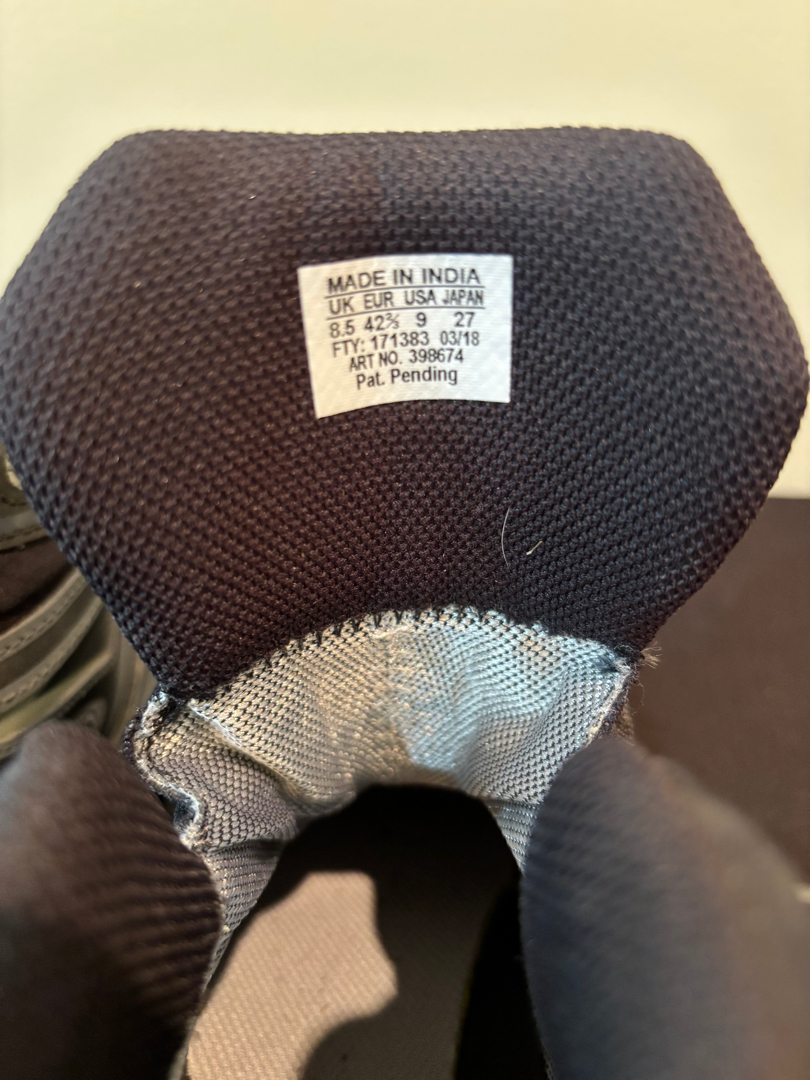 MADE IN INDIA
UK EUR USA JAPAN
8.5 42⅔ 9 27
FTY: 171383 03/18
ART NO. 398674
Pat. Pending